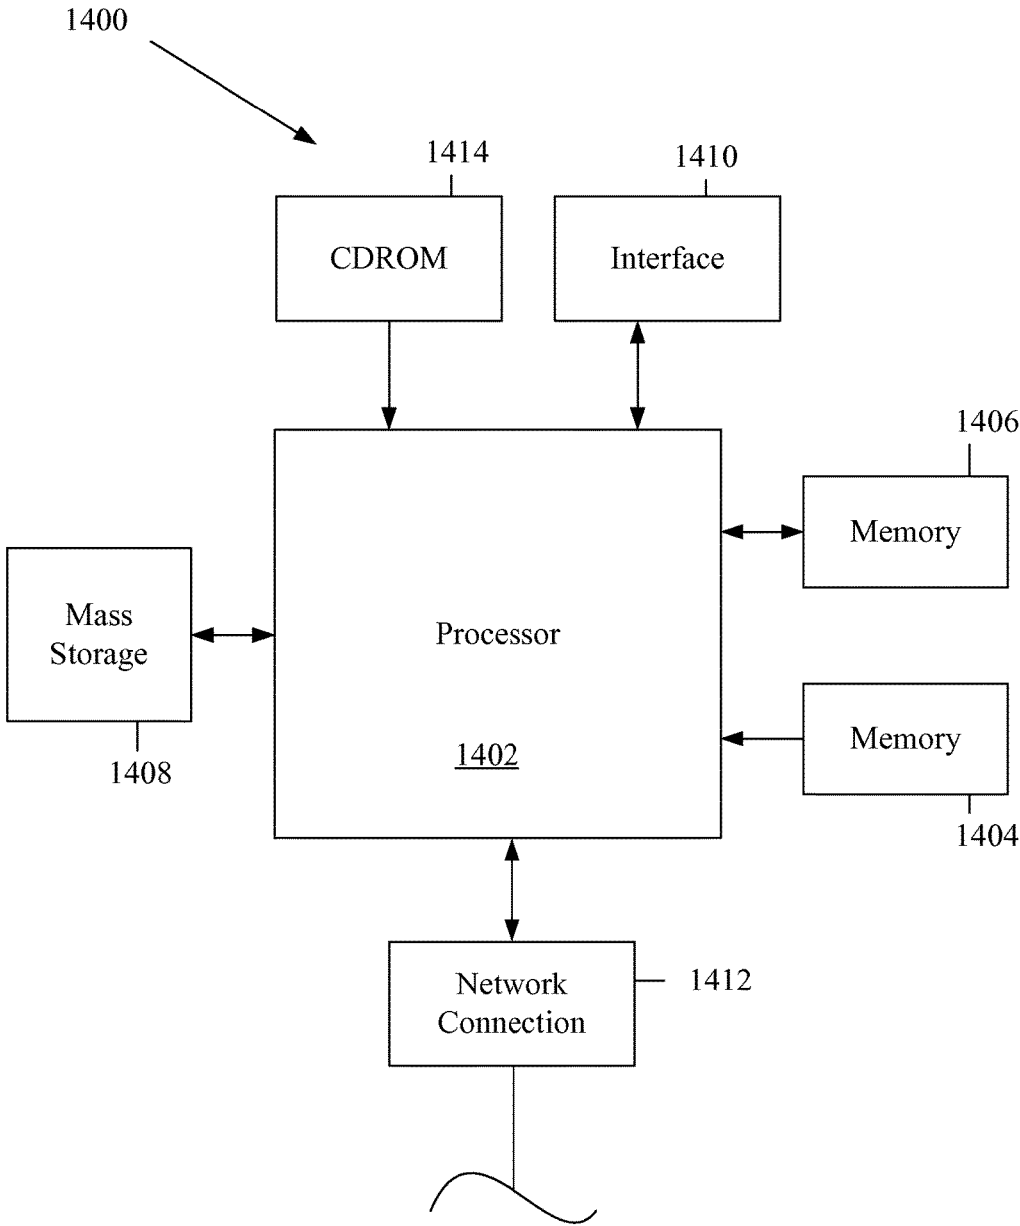 1400
1414
1410
CDROM
Interface
1406
Memory
Mass
Storage
Processor
1408
1402
Memory
1404
Network
Connection
1412